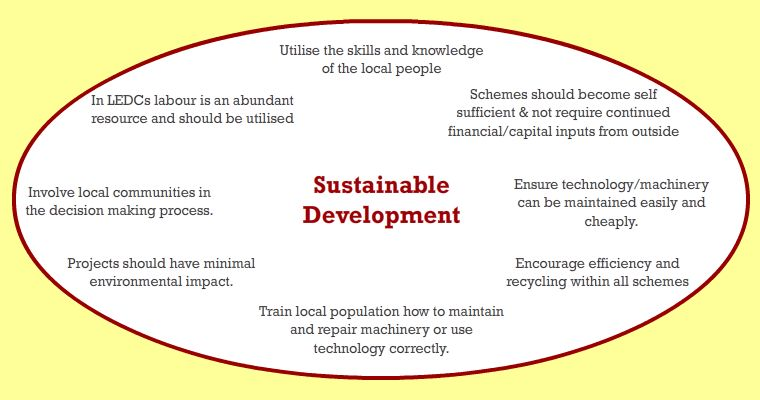 Utilise the skills and knowledge
of the local people
In LEDCs labour is an abundant
resource and should be utilised
Schemes should become self
sufficient & not require continued
financial/capital inputs from outside
Sustainable
Development
Involve local communities in
the decision making process.
Ensure technology/machinery
can be maintained easily and
cheaply.
Projects should have minimal
environmental impact.
Encourage efficiency and
recycling within all schemes
Train local population how to maintain
and repair machinery or use
technology correctly.